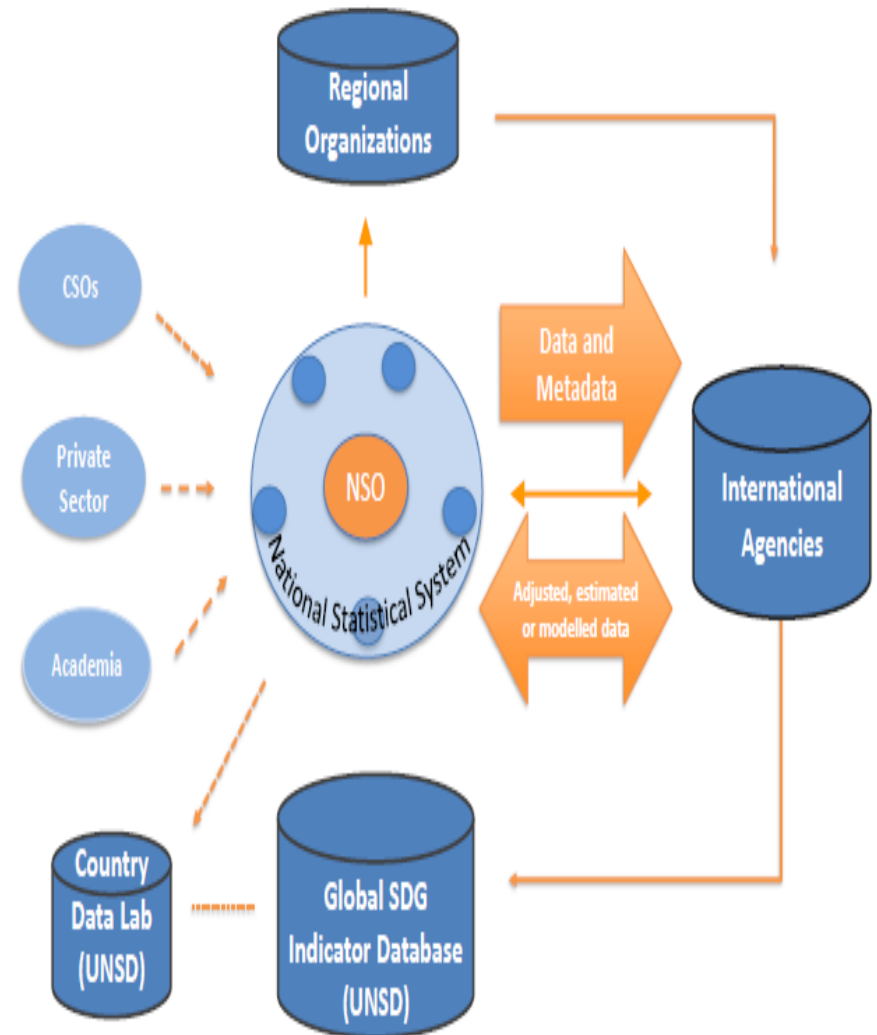 Regional
Organizations
CSOs
Data and
Metadata
Private
Sector
NSO
International
Agencies
National Statistical System
Adjusted, estimated
or modelled data
Academia
Country
Data Lab
(UNSD)
Global SDG
Indicator Database
(UNSD)